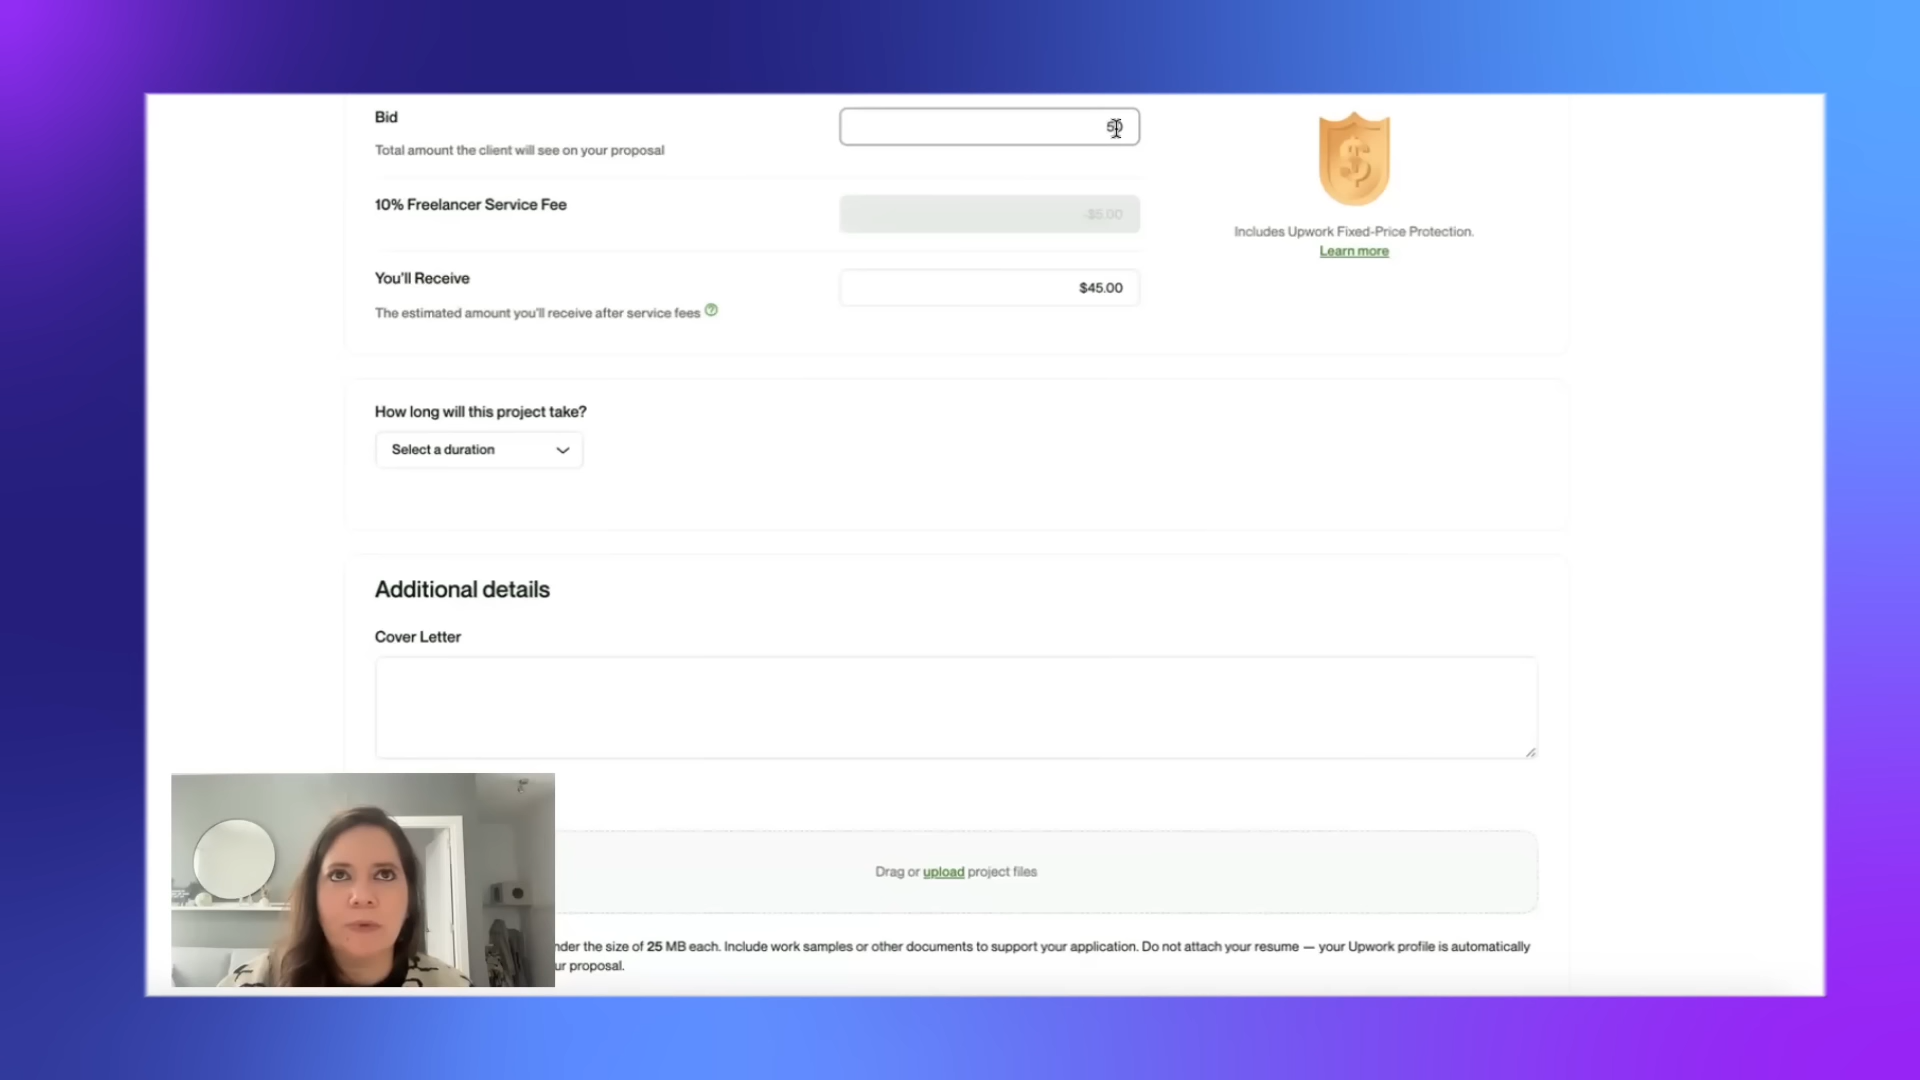 Bid
50
Total amount the client will see on your proposal
10% Freelancer Service Fee
-$5.00
Includes Upwork Fixed-Price Protection.
Learn more
You'll Receive
$45.00
The estimated amount you'll receive after service fees
How long will this project take?
Select a duration
Additional details
Cover Letter
Drag or upload project files
nder the size of 25 MB each. Include work samples or other documents to support your application. Do not attach your resume — your Upwork profile is automatically
ur proposal.